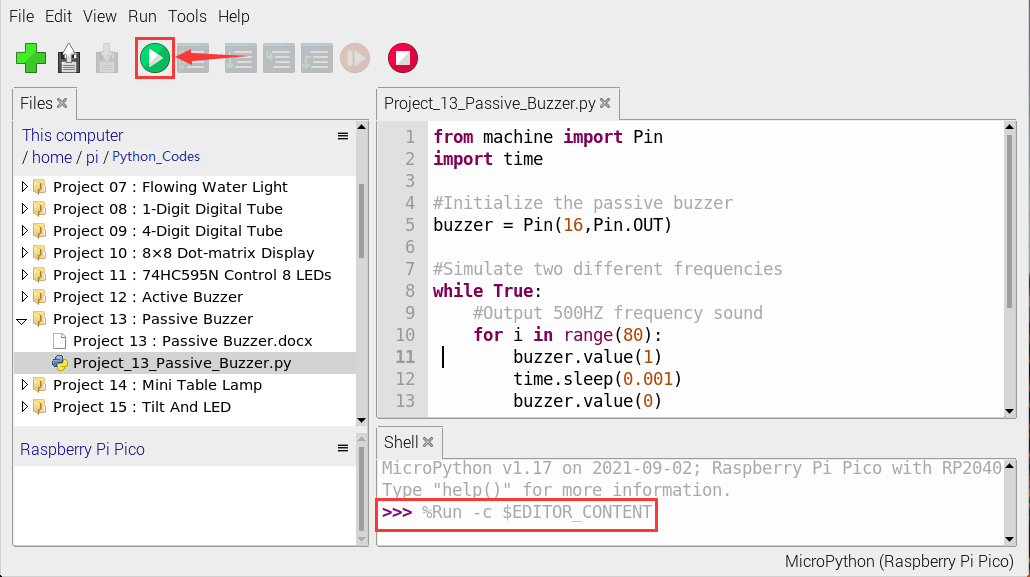 File Edit View Run Tools Help
Files
This computer
/ home / pi / Python_Codes
Project 07 : Flowing Water Light
Project 08 : 1-Digit Digital Tube
Project 09 : 4-Digit Digital Tube
Project 10 : 8×8 Dot-matrix Display
Project 11 : 74HC595N Control 8 LEDs
Project 12 : Active Buzzer
Project 13 : Passive Buzzer
Project 13 : Passive Buzzer.docx
Project_13_Passive_Buzzer.py
Project 14 : Mini Table Lamp
Project 15 : Tilt And LED
Raspberry Pi Pico
Project_13_Passive_Buzzer.py
1 from machine import Pin
2 import time
3
4 #Initialize the passive buzzer
5 buzzer = Pin(16,Pin.OUT)
6
7 #Simulate two different frequencies
8 while True:
9     #Output 500HZ frequency sound
10     for i in range(80):
11         buzzer.value(1)
12         time.sleep(0.001)
13         buzzer.value(0)
Shell
MicroPython v1.17 on 2021-09-02; Raspberry Pi Pico with RP2040
Type "help()" for more information.
>>> %Run -c $EDITOR_CONTENT
MicroPython (Raspberry Pi Pico)